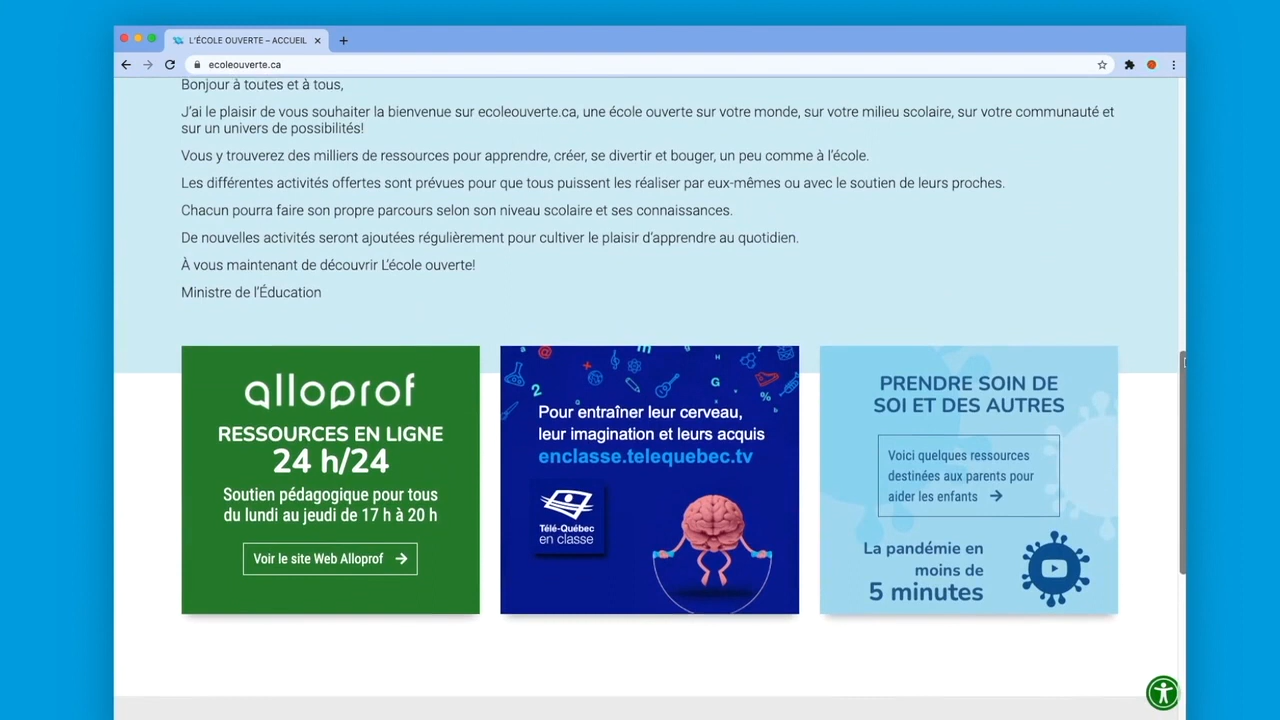 L'ÉCOLE OUVERTE – ACCUEIL
ecoleouverte.ca
Bonjour à toutes et à tous,
J'ai le plaisir de vous souhaiter la bienvenue sur ecoleouverte.ca, une école ouverte sur votre monde, sur votre milieu scolaire, sur votre communauté et
sur un univers de possibilités!
Vous y trouverez des milliers de ressources pour apprendre, créer, se divertir et bouger, un peu comme à l'école.
Les différentes activités offertes sont prévues pour que tous puissent les réaliser par eux-mêmes ou avec le soutien de leurs proches.
Chacun pourra faire son propre parcours selon son niveau scolaire et ses connaissances.
De nouvelles activités seront ajoutées régulièrement pour cultiver le plaisir d'apprendre au quotidien.
À vous maintenant de découvrir L'école ouverte!
Ministre de l'Éducation
alloprof
RESSOURCES EN LIGNE
24 h/24
Soutien pédagogique pour tous
du lundi au jeudi de 17 h à 20 h
Voir le site Web Alloprof
Pour entraîner leur cerveau,
leur imagination et leurs acquis
enclasse.telequebec.tv
Télé-Québec
en classe
PRENDRE SOIN DE
SOI ET DES AUTRES
Voici quelques ressources
destinées aux parents pour
aider les enfants
La pandémie en
moins de
5 minutes